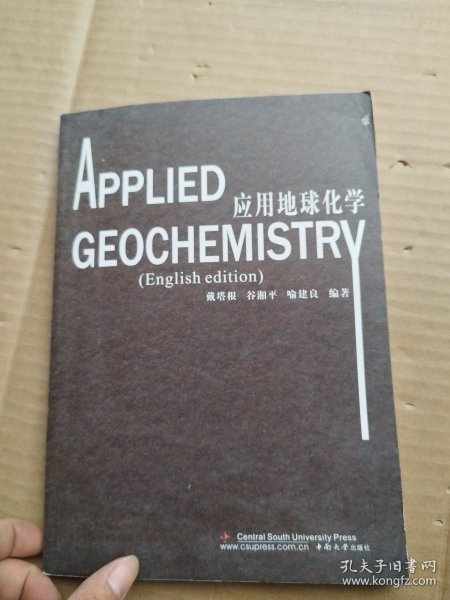 APPLIED
应用地球化学
GEOCHEMISTRY
(English edition)
戴塔根 谷湘平 喻建良 编著
Central South University Press
www.csupress.com.cn 中南大学出版社
孔夫子旧书网
www.kongfz.com